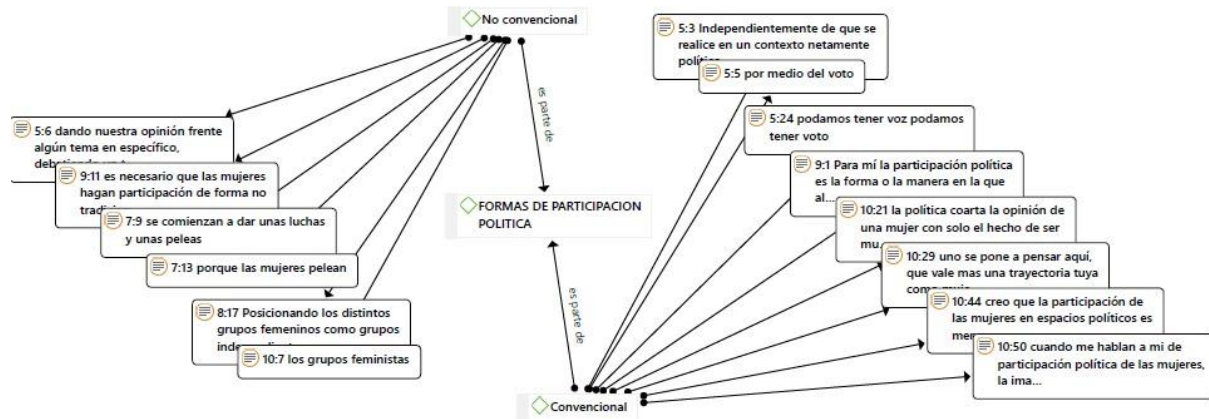 No convencional
5:3 Independientemente de que se
realice en un contexto netamente
5:5 por medio del voto
es parte de
5:6 dando nuestra opinión frente
algún tema en específico,
9:11 es necesario que las mujeres
hagan participación de forma no
7:9 se comienzan a dar unas luchas
y unas peleas
7:13 porque las mujeres pelean
8:17 Posicionando los distintos
grupos femeninos como grupos
10:7 los grupos feministas
FORMAS DE PARTICIPACION
POLITICA
5:24 podamos tener voz podamos
tener voto
9:1 Para mí la participación política
es la forma o la manera en la que
al...
10:21 la política coarta la opinión de
una mujer con solo el hecho de ser
10:29 uno se pone a pensar aquí,
que vale mas una trayectoria tuya
10:44 creo que la participación de
las mujeres en espacios políticos es
10:50 cuando me hablan a mi de
participación política de las mujeres,
la ima...
es parte de
Convencional